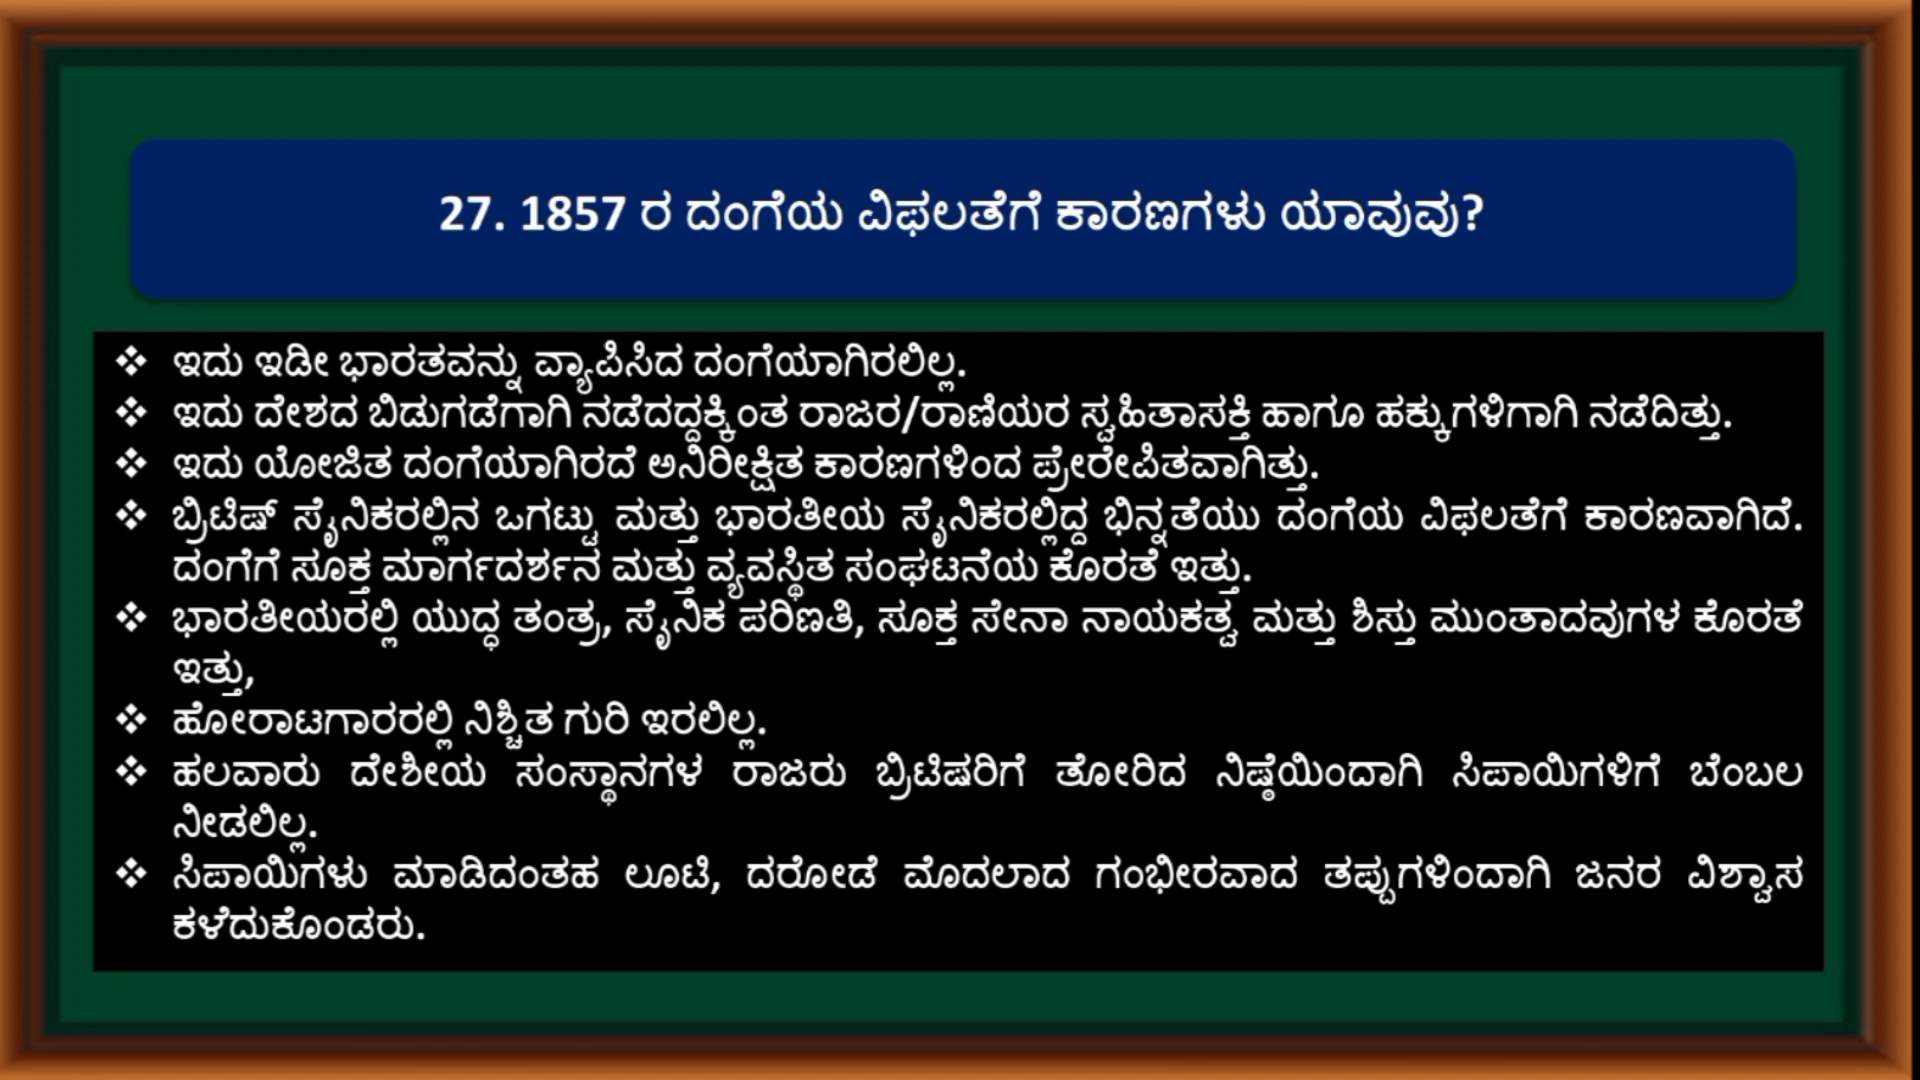 27. 1857 ರ ದಂಗೆಯ ವಿಫಲತೆಗೆ ಕಾರಣಗಳು ಯಾವುವು?
❖ ಇದು ಇಡೀ ಭಾರತವನ್ನು ವ್ಯಾಪಿಸಿದ ದಂಗೆಯಾಗಿರಲಿಲ್ಲ.
❖ ಇದು ದೇಶದ ಬಿಡುಗಡೆಗಾಗಿ ನಡೆದದ್ದಕ್ಕಿಂತ ರಾಜರ/ರಾಣಿಯರ ಸ್ವಹಿತಾಸಕ್ತಿ ಹಾಗೂ ಹಕ್ಕುಗಳಿಗಾಗಿ ನಡೆದಿತ್ತು.
❖ ಇದು ಯೋಜಿತ ದಂಗೆಯಾಗಿರದೆ ಅನಿರೀಕ್ಷಿತ ಕಾರಣಗಳಿಂದ ಪ್ರೇರೇಪಿತವಾಗಿತ್ತು.
❖ ಬ್ರಿಟಿಷ್ ಸೈನಿಕರಲ್ಲಿನ ಒಗಟ್ಟು ಮತ್ತು ಭಾರತೀಯ ಸೈನಿಕರಲ್ಲಿದ್ದ ಭಿನ್ನತೆಯು ದಂಗೆಯ ವಿಫಲತೆಗೆ ಕಾರಣವಾಗಿದೆ.
ದಂಗೆಗೆ ಸೂಕ್ತ ಮಾರ್ಗದರ್ಶನ ಮತ್ತು ವ್ಯವಸ್ಥಿತ ಸಂಘಟನೆಯ ಕೊರತೆ ಇತ್ತು.
❖ ಭಾರತೀಯರಲ್ಲಿ ಯುದ್ಧ ತಂತ್ರ, ಸೈನಿಕ ಪರಿಣತಿ, ಸೂಕ್ತ ಸೇನಾ ನಾಯಕತ್ವ ಮತ್ತು ಶಿಸ್ತು ಮುಂತಾದವುಗಳ ಕೊರತೆ
ಇತ್ತು,
❖ ಹೋರಾಟಗಾರರಲ್ಲಿ ನಿಶ್ಚಿತ ಗುರಿ ಇರಲಿಲ್ಲ.
❖ ಹಲವಾರು ದೇಶೀಯ ಸಂಸ್ಥಾನಗಳ ರಾಜರು ಬ್ರಿಟಿಷರಿಗೆ ತೋರಿದ ನಿಷ್ಠೆಯಿಂದಾಗಿ ಸಿಪಾಯಿಗಳಿಗೆ ಬೆಂಬಲ
ನೀಡಲಿಲ್ಲ.
❖ ಸಿಪಾಯಿಗಳು ಮಾಡಿದಂತಹ ಲೂಟಿ, ದರೋಡೆ ಮೊದಲಾದ ಗಂಭೀರವಾದ ತಪ್ಪುಗಳಿಂದಾಗಿ ಜನರ ವಿಶ್ವಾಸ
ಕಳೆದುಕೊಂಡರು.